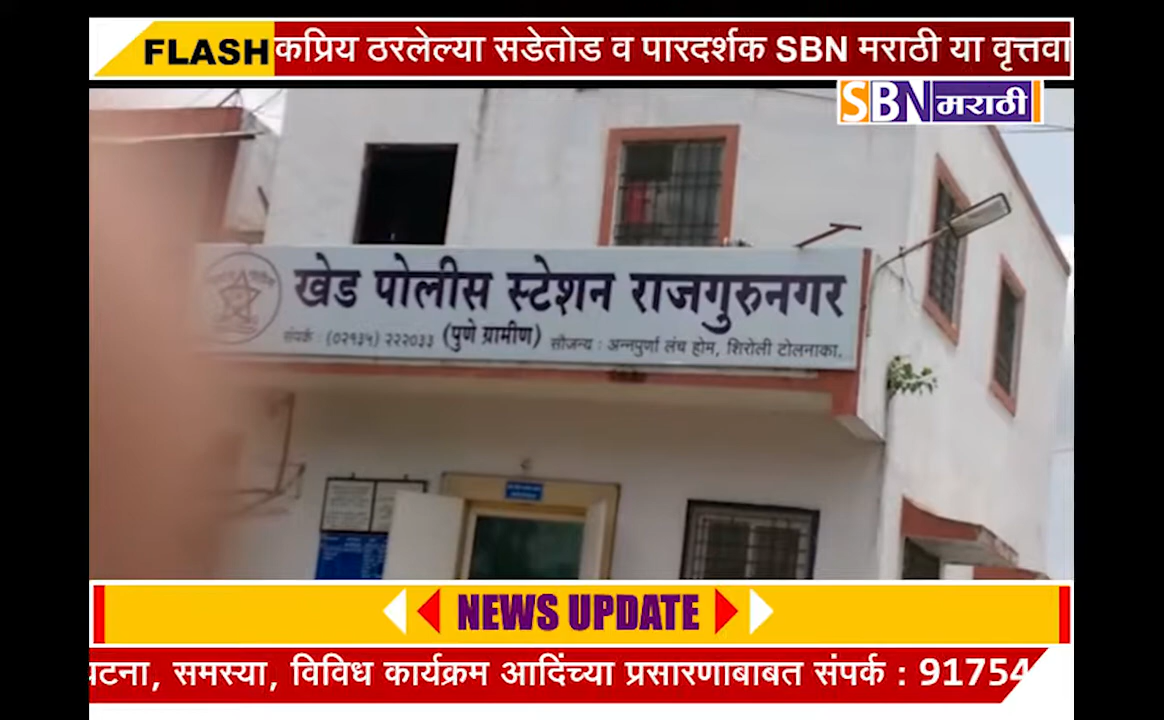 FLASH कप्रिय ठरलेल्या सडेतोड व पारदर्शक SBN मराठी या वृत्तवा
SBN मराठी
खेड पोलीस स्टेशन राजगुरुनगर
संपर्क : (०२१३५) २२२०३३ (पुणे ग्रामीण) सौजन्य : अन्नपुर्णा लंच होम, शिरोली टोलनाका.
NEWS UPDATE
घटना, समस्या, विविध कार्यक्रम आदिंच्या प्रसारणाबाबत संपर्क : 91754